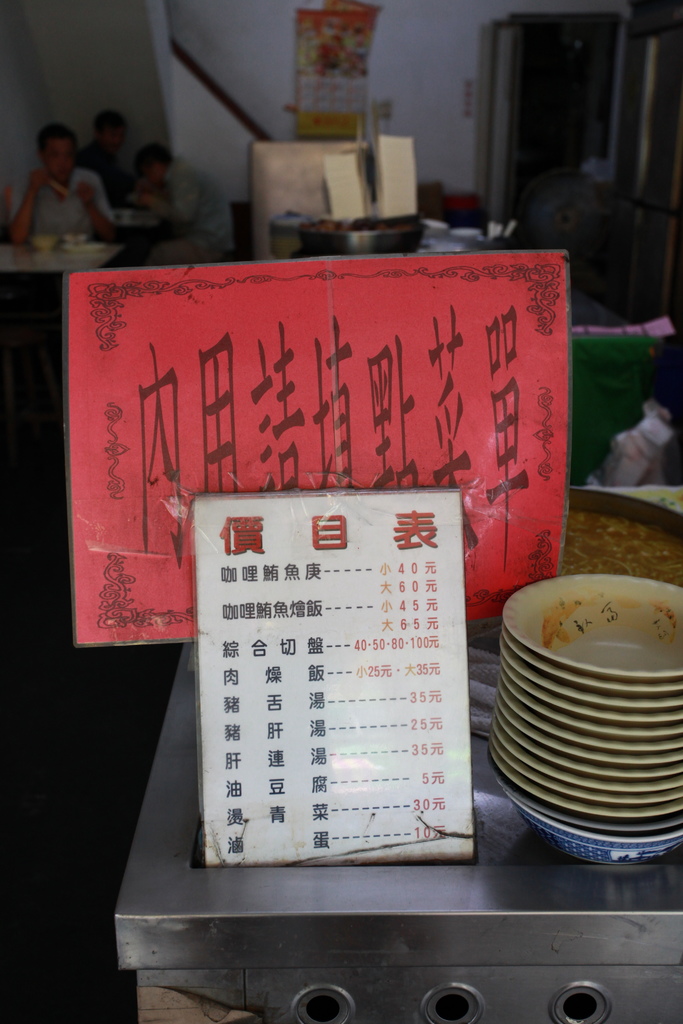 內用請填點菜單
價目表
咖哩鮪魚庚-----小40元
大60元
咖哩鮪魚燴飯--小45元
大65元
綜合切盤--40·50·80·100元
肉燥飯---小25元·大35元
豬舌湯---------35元
豬肝湯---------25元
肝連湯---------35元
油豆腐--------- 5元
燙青菜---------30元
滷蛋---------10元